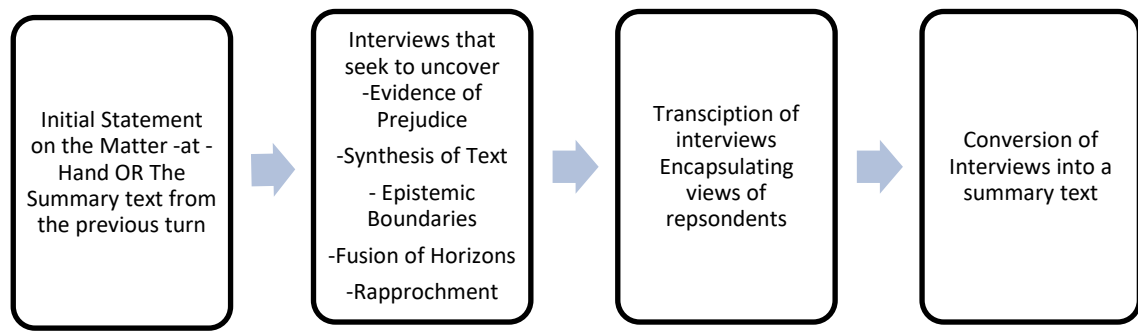 Initial Statement
on the Matter -at -
Hand OR The
Summary text from
the previous turn
Interviews that
seek to uncover
-Evidence of
Prejudice
-Synthesis of Text
- Epistemic
Boundaries
-Fusion of Horizons
-Rapprochment
Transciption of
interviews
Encapsulating
views of
repsondents
Conversion of
Interviews into a
summary text